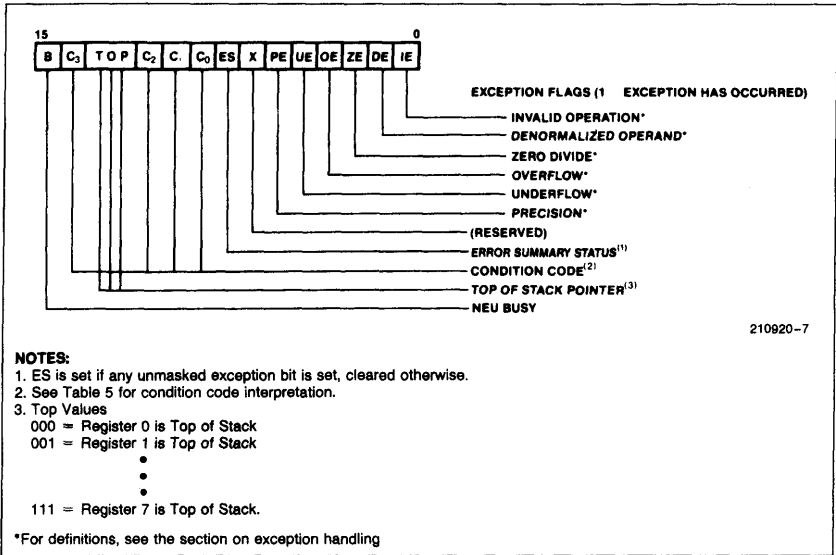 15 0
B C3 TOP C2 C. C0 ES X PE UE OE ZE DE IE
EXCEPTION FLAGS (1 EXCEPTION HAS OCCURRED)
INVALID OPERATION*
DENORMALIZED OPERAND*
ZERO DIVIDE*
OVERFLOW*
UNDERFLOW*
PRECISION*
(RESERVED)
ERROR SUMMARY STATUS(1)
CONDITION CODE(2)
TOP OF STACK POINTER(3)
NEU BUSY
210920-7
NOTES:
1. ES is set if any unmasked exception bit is set, cleared otherwise.
2. See Table 5 for condition code interpretation.
3. Top Values
000 = Register 0 is Top of Stack
001 = Register 1 is Top of Stack
•
•
•
111 = Register 7 is Top of Stack.
*For definitions, see the section on exception handling